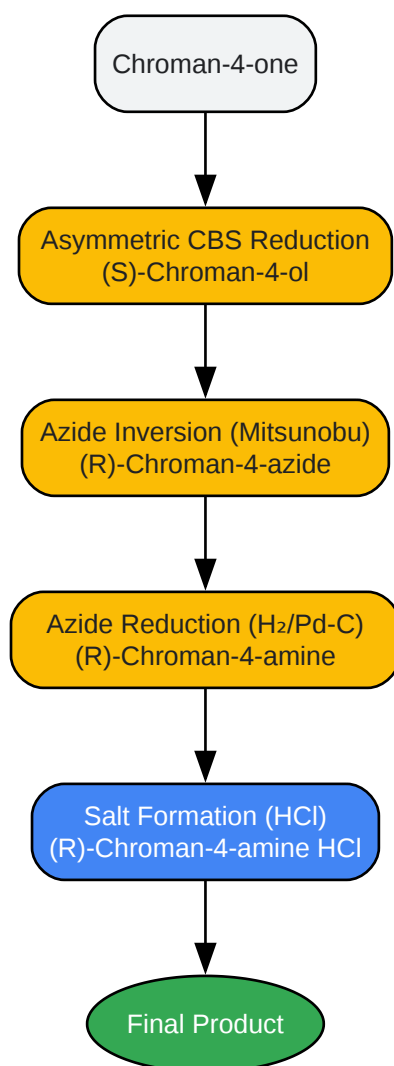 Chroman-4-one
Asymmetric CBS Reduction
(S)-Chroman-4-ol
Azide Inversion (Mitsunobu)
(R)-Chroman-4-azide
Azide Reduction (H₂/Pd-C)
(R)-Chroman-4-amine
Salt Formation (HCl)
(R)-Chroman-4-amine HCl
Final Product